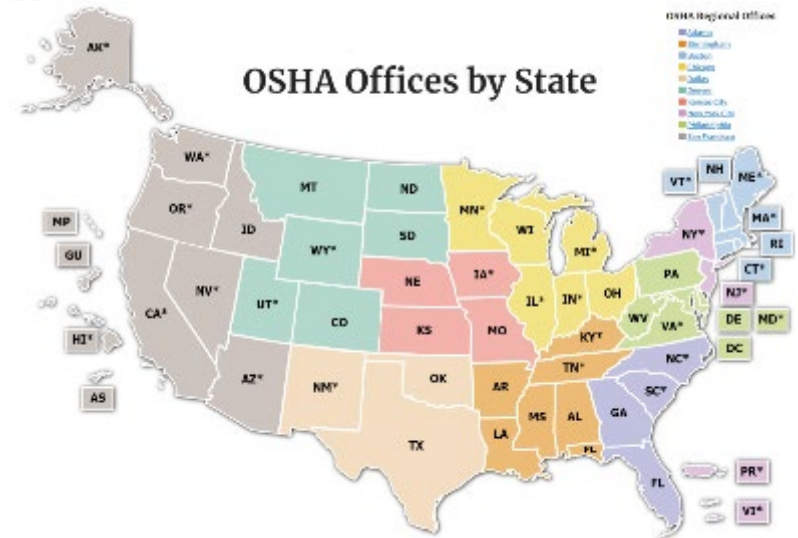 OSHA Regional Offices
Atlanta
Birmingham
Boston
Chicago
Dallas
Denver
Kansas City
New York City
Philadelphia
San Francisco
OSHA Offices by State
AK*
WA*
MT
ND
MN*
VT*
NH
ME*
OR*
ID
WY*
SD
WI
MI*
NY*
MA*
RI
CT*
MP
GU
NV*
CA*
UT*
CO
NE
IA*
IL*
IN*
OH
PA
NJ*
DE
MD*
DC
HI*
AS
KS
MO
KY*
WV
VA*
AZ*
NM*
OK
AR
TN*
NC*
SC*
TX
LA
MS
AL
GA
FL
FL
PR*
VI*